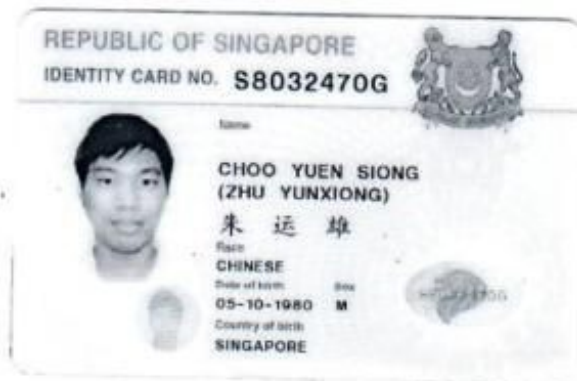 REPUBLIC OF SINGAPORE
IDENTITY CARD NO. S8032470G
Name
CHOO YUEN SIONG
(ZHU YUNXIONG)
朱 运 雄
Race
CHINESE
Date of birth Sex
05-10-1980 M
Country of birth
SINGAPORE